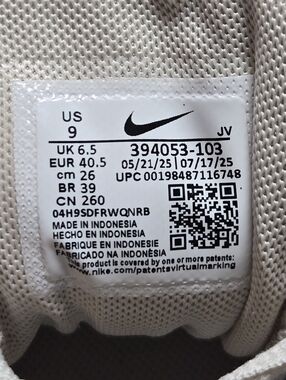 US
9
JV
UK 6.5
394053-103
EUR 40.5
05/21/25 | 07/17/25
cm 26
UPC 00198487116748
BR 39
CN 260
04H9SDFRWQNRB
MADE IN INDONESIA
HECHO EN INDONESIA
FABRIQUE EN INDONESIE
FABRICADO NA INDONÉSIA
This product is covered by one or more patents
www.nike.com/patentsvirtualmarking